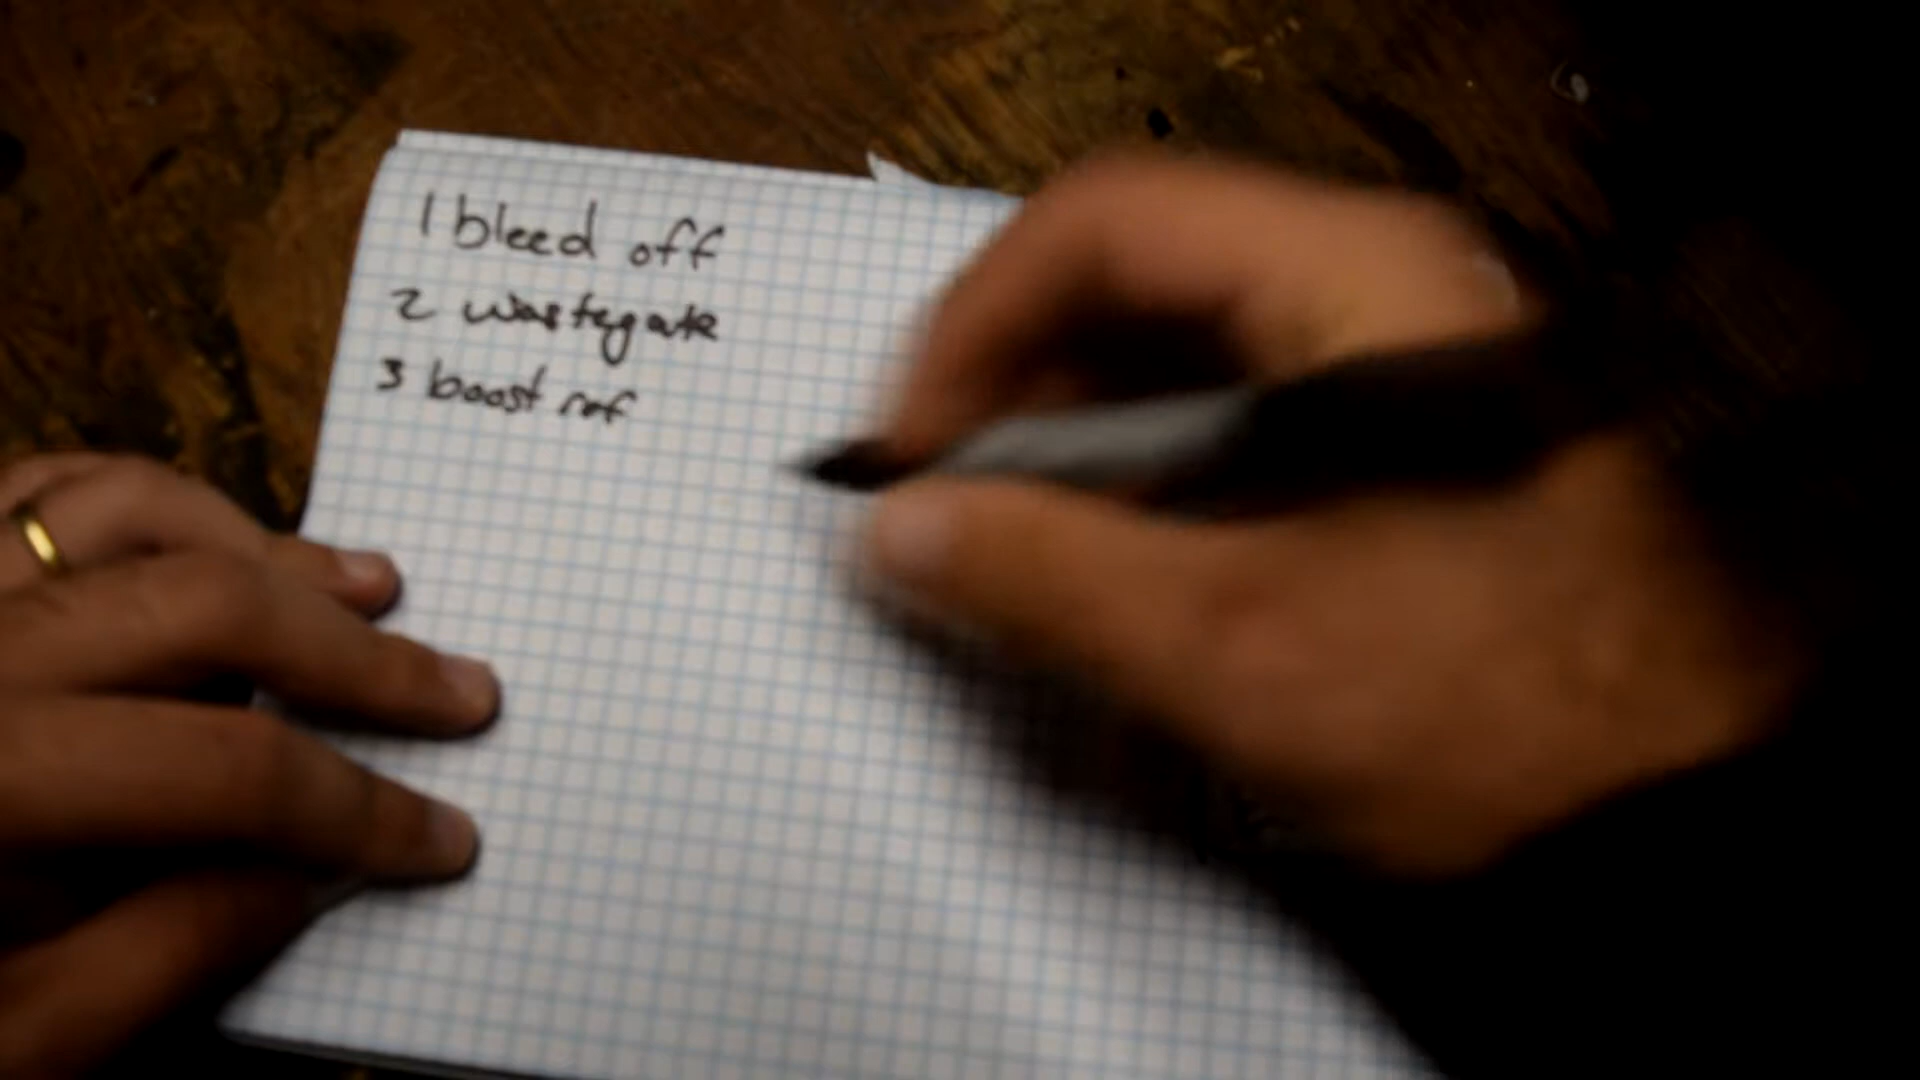 1 bleed off
2 wastegate
3 boost ref